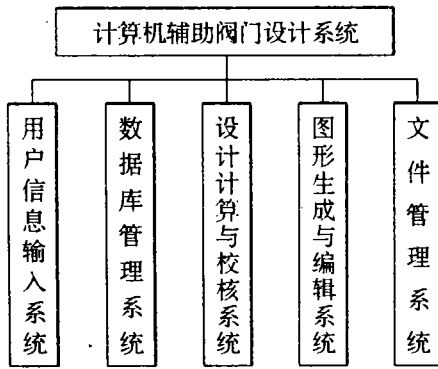 计算机辅助阀门设计系统
用户信息输入系统
数据库管理系统
设计计算与校核系统
图形生成与编辑系统
文件管理系统